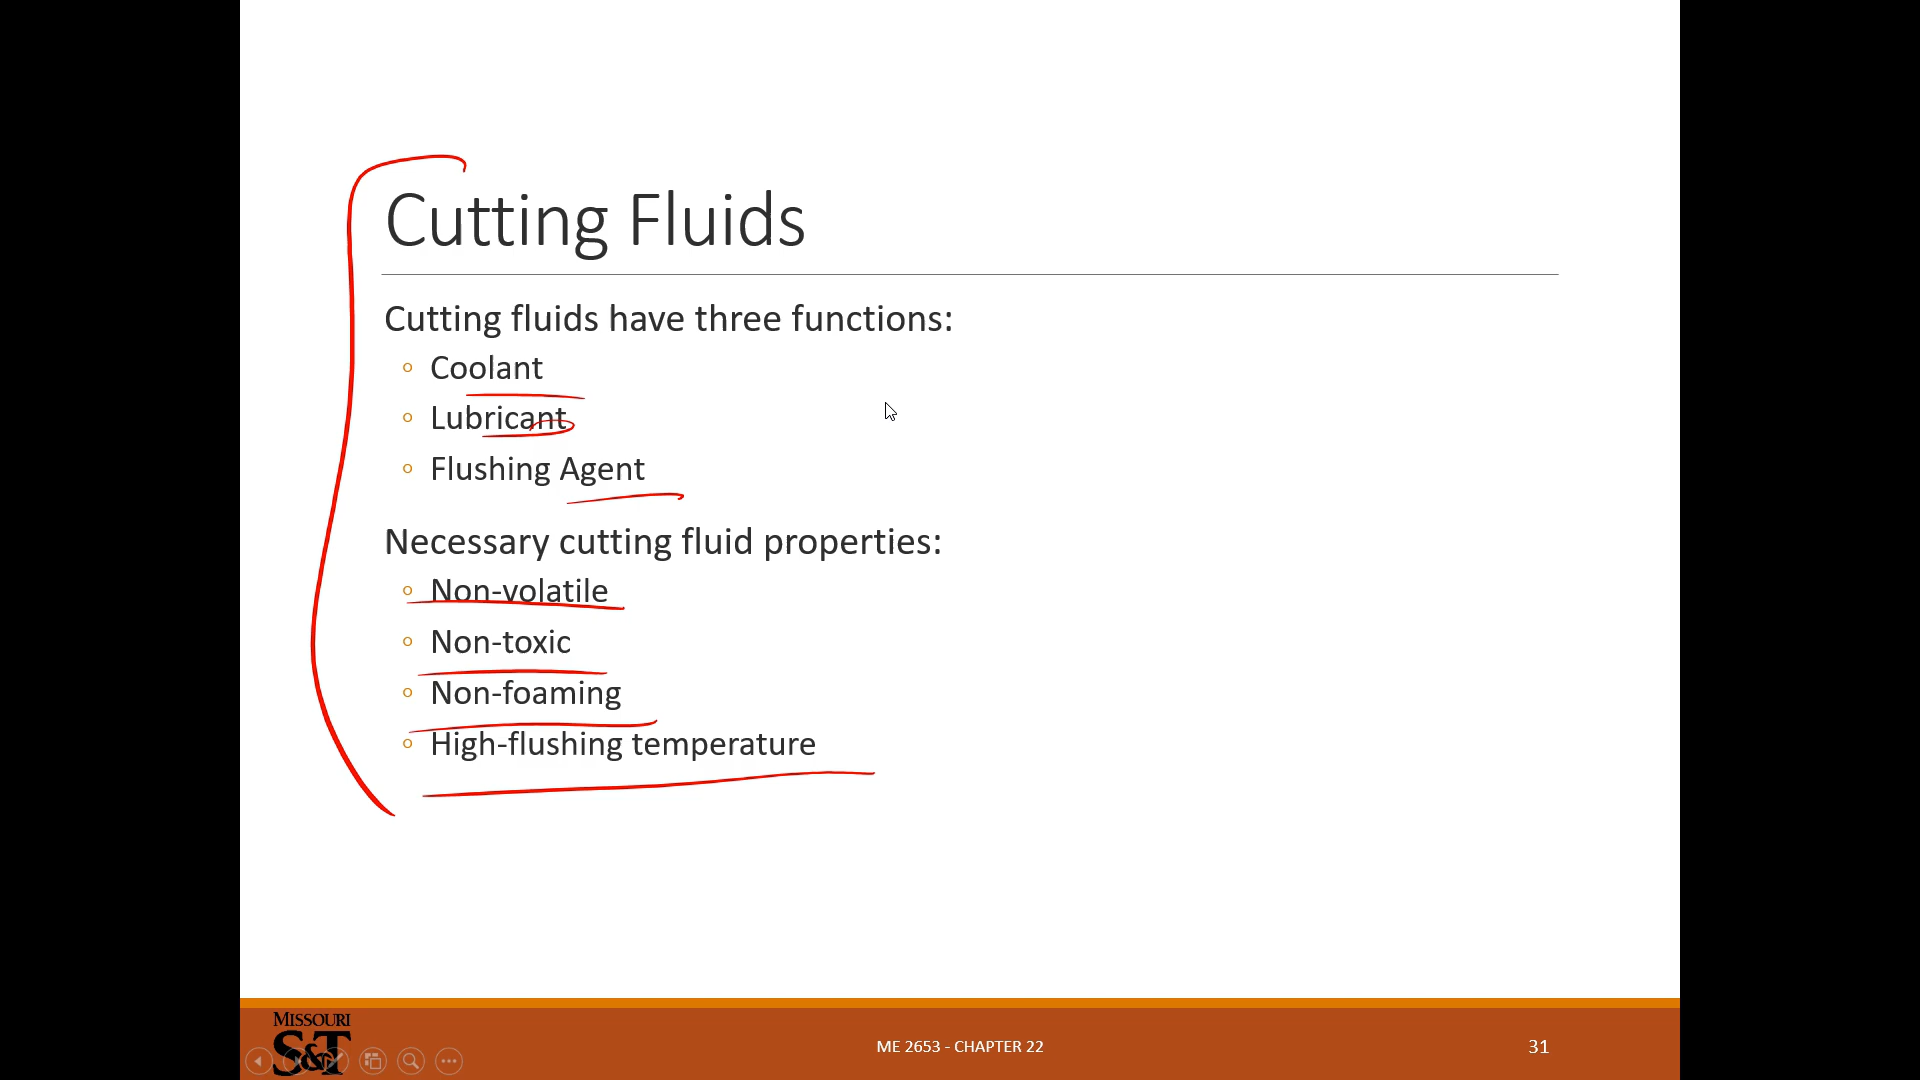 Cutting Fluids
Cutting fluids have three functions:
Coolant
Lubricant
Flushing Agent
Necessary cutting fluid properties:
Non-volatile
Non-toxic
Non-foaming
High-flushing temperature
MISSOURI
S&T
ME 2653 - CHAPTER 22
31